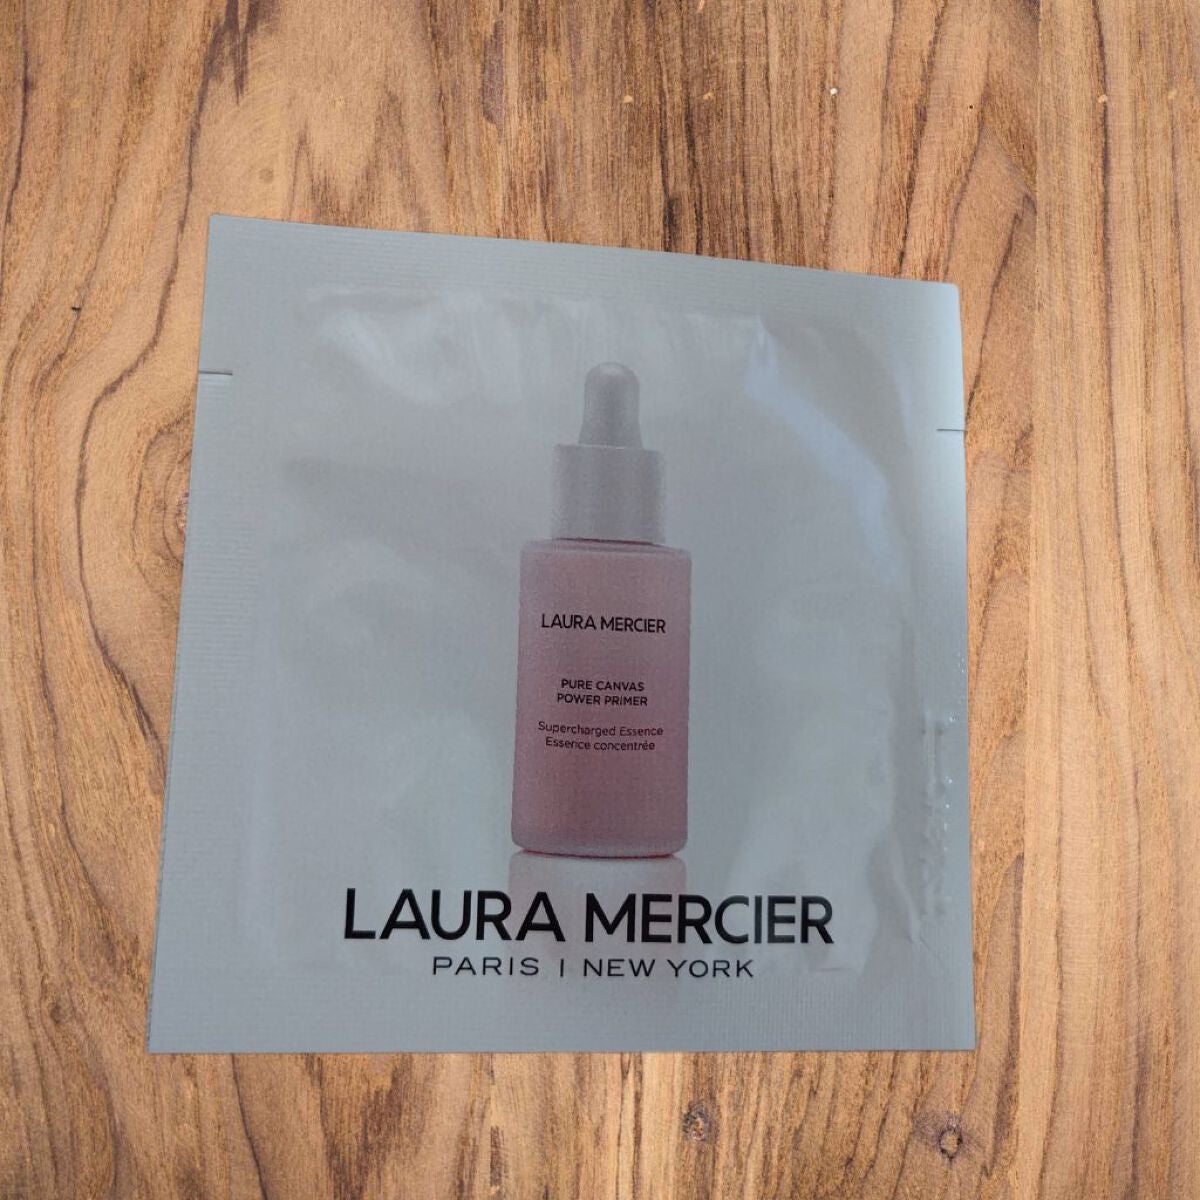 LAURA MERCIER
PURE CANVAS
POWER PRIMER
Supercharged Essence
Essence concentrée
LAURA MERCIER
PARIS | NEW YORK